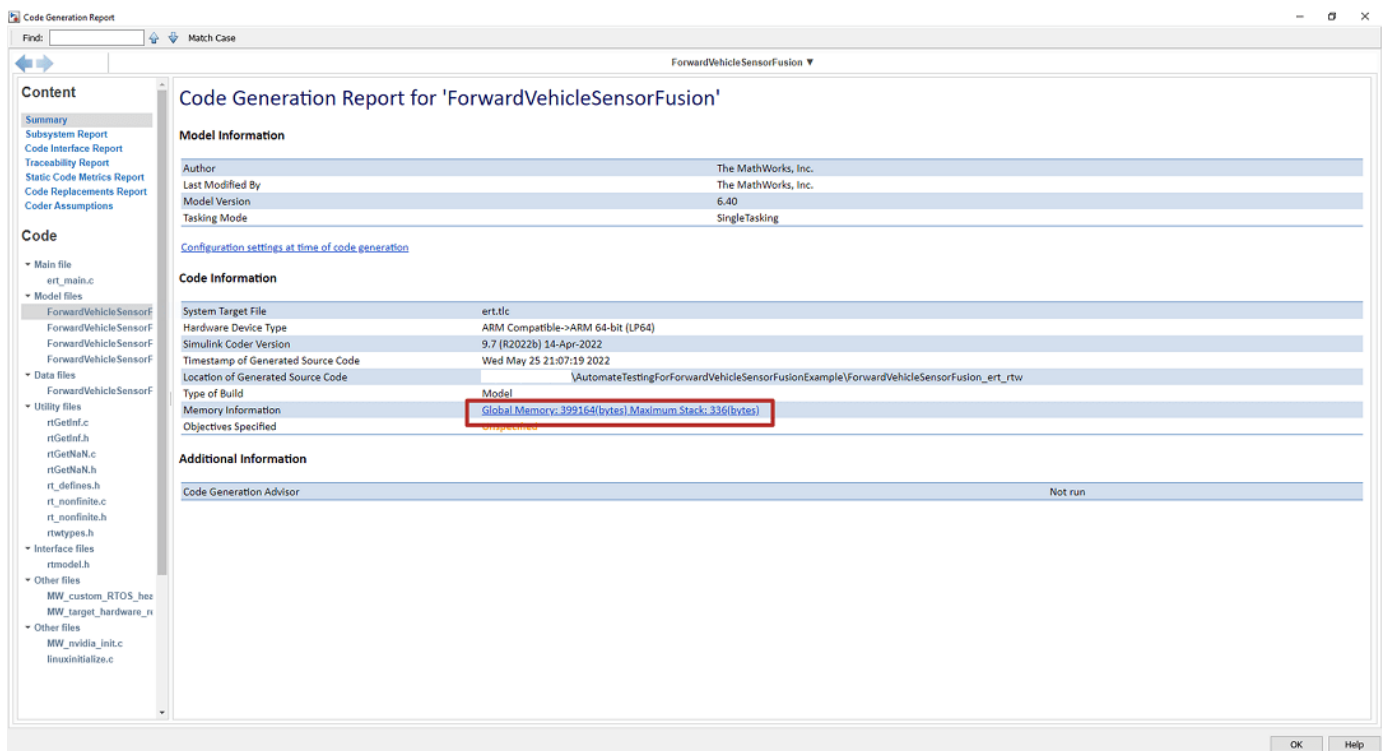 Code Generation Report
Find:
Match Case
ForwardVehicleSensorFusion ▼
Content
Summary
Subsystem Report
Code Interface Report
Traceability Report
Static Code Metrics Report
Code Replacements Report
Coder Assumptions
Code
Main file
ert_main.c
Model files
ForwardVehicleSensorF
ForwardVehicleSensorF
ForwardVehicleSensorF
ForwardVehicleSensorF
Data files
ForwardVehicleSensorF
Utility files
rtGetInf.c
rtGetInf.h
rtGetNaN.c
rtGetNaN.h
rt_defines.h
rt_nonfinite.c
rt_nonfinite.h
rtwtypes.h
Interface files
rtmodel.h
Other files
MW_custom_RTOS_hea
MW_target_hardware_re
Other files
MW_nvidia_init.c
linuxinitialize.c
Code Generation Report for 'ForwardVehicleSensorFusion'
Model Information
Author The MathWorks, Inc.
Last Modified By The MathWorks, Inc.
Model Version 6.40
Tasking Mode SingleTasking
Configuration settings at time of code generation
Code Information
System Target File ert.tlc
Hardware Device Type ARM Compatible->ARM 64-bit (LP64)
Simulink Coder Version 9.7 (R2022b) 14-Apr-2022
Timestamp of Generated Source Code Wed May 25 21:07:19 2022
Location of Generated Source Code \AutomateTestingForForwardVehicleSensorFusionExample\ForwardVehicleSensorFusion_ert_rtw
Type of Build Model
Memory Information Global Memory: 399164(bytes) Maximum Stack: 336(bytes)
Objectives Specified Unspecified
Additional Information
Code Generation Advisor Not run
OK
Help